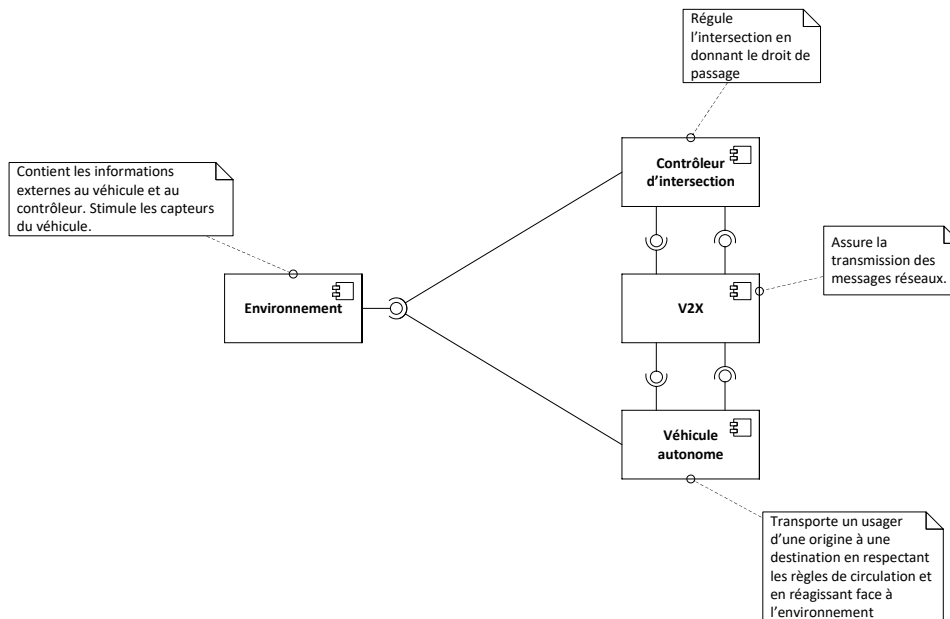 Régule
l'intersection en
donnant le droit de
passage
Contrôleur
d'intersection
Contient les informations
externes au véhicule et au
contrôleur. Stimule les capteurs
du véhicule.
Assure la
transmission des
messages réseaux.
Environnement
V2X
Véhicule
autonome
Transporte un usager
d'une origine à une
destination en respectant
les règles de circulation et
en réagissant face à
l'environnement